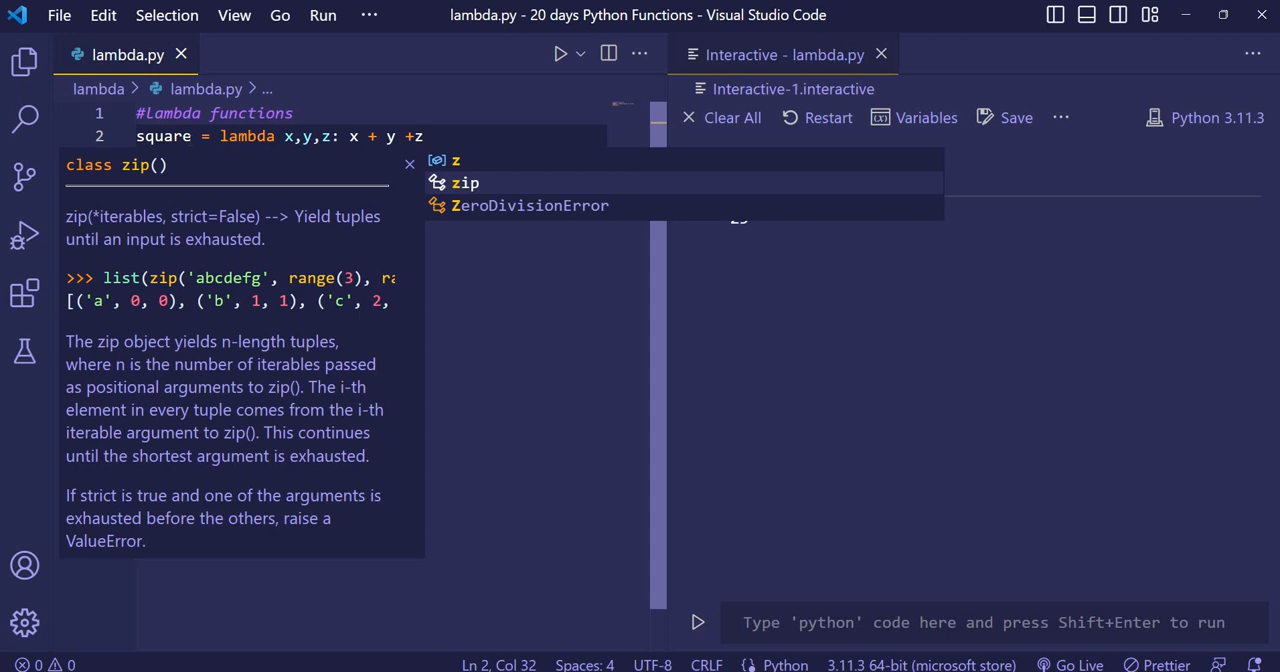 File Edit Selection View Go Run ··· lambda.py - 20 days Python Functions - Visual Studio Code
lambda.py
Interactive - lambda.py
lambda > lambda.py > ...
Interactive-1.interactive
Clear All Restart Variables Save ··· Python 3.11.3
1 #Lambda functions
2 square = lambda x,y,z: x + y +z
class zip()
zip(*iterables, strict=False) --> Yield tuples
until an input is exhausted.
>>> list(zip('abcdefg', range(3), ra
[('a', 0, 0), ('b', 1, 1), ('c', 2,
The zip object yields n-length tuples,
where n is the number of iterables passed
as positional arguments to zip(). The i-th
element in every tuple comes from the i-th
iterable argument to zip(). This continues
until the shortest argument is exhausted.
If strict is true and one of the arguments is
exhausted before the others, raise a
ValueError.
z
zip
ZeroDivisionError
Type 'python' code here and press Shift+Enter to run
0 0 Ln 2, Col 32 Spaces: 4 UTF-8 CRLF Python 3.11.3 64-bit (microsoft store) Go Live Prettier